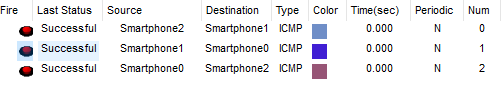 Fire Last Status Source Destination Type Color Time(sec) Periodic Num
Successful Smartphone2 Smartphone1 ICMP 0.000 N 0
Successful Smartphone1 Smartphone0 ICMP 0.000 N 1
Successful Smartphone0 Smartphone2 ICMP 0.000 N 2